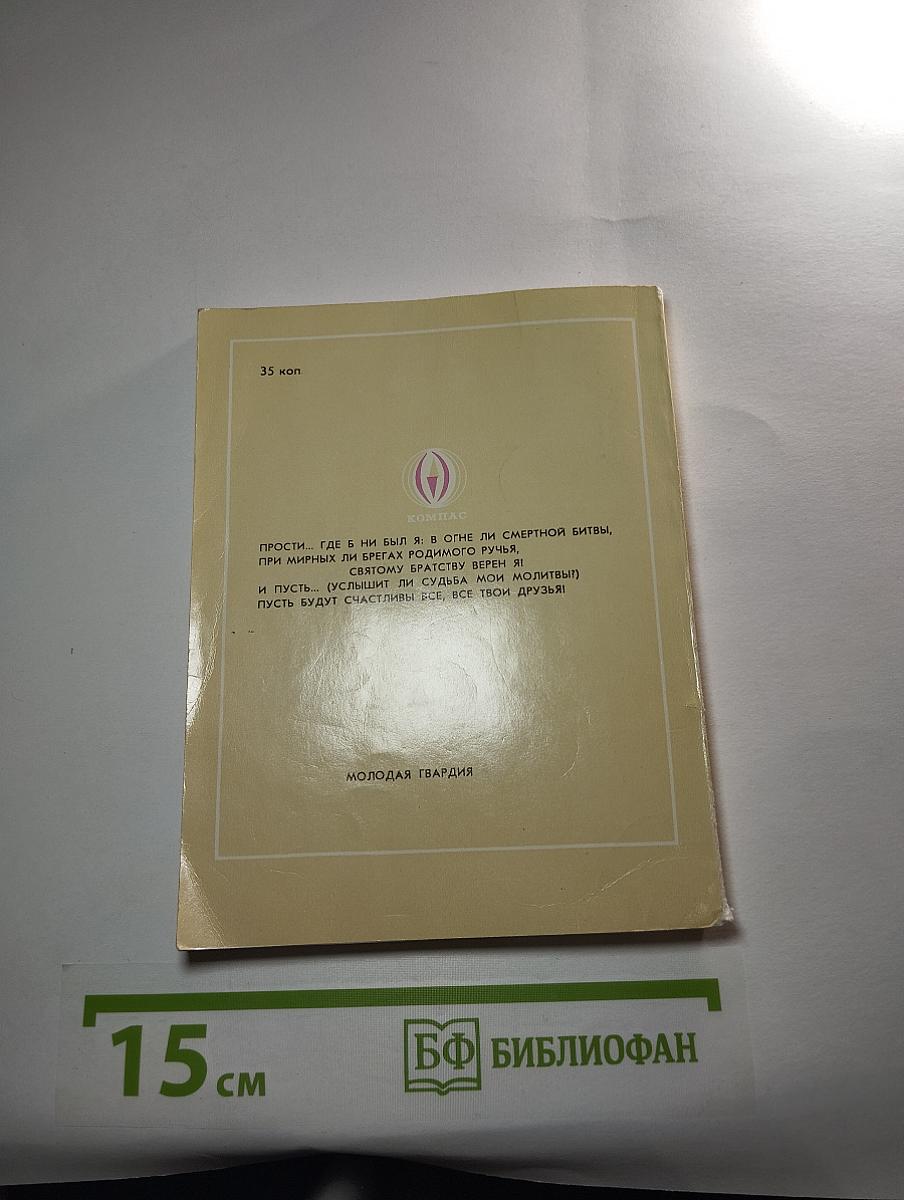 35 коп
КОМПАС
ПРОСТИ... ГДЕ Б НИ БЫЛ Я: В ОГНЕ ЛИ СМЕРТНОЙ БИТВЫ,
ПРИ МИРНЫХ ЛИ БРЕГАХ РОДИМОГО РУЧЬЯ,
СВЯТОМУ БРАТСТВУ ВЕРЕН Я!
И ПУСТЬ... (УСЛЫШИТ ЛИ СУДЬБА МОИ МОЛИТВЫ?)
ПУСТЬ БУДУТ СЧАСТЛИВЫ ВСЕ, ВСЕ ТВОИ ДРУЗЬЯ!
МОЛОДАЯ ГВАРДИЯ
15 см
БФ БИБЛИОФАН